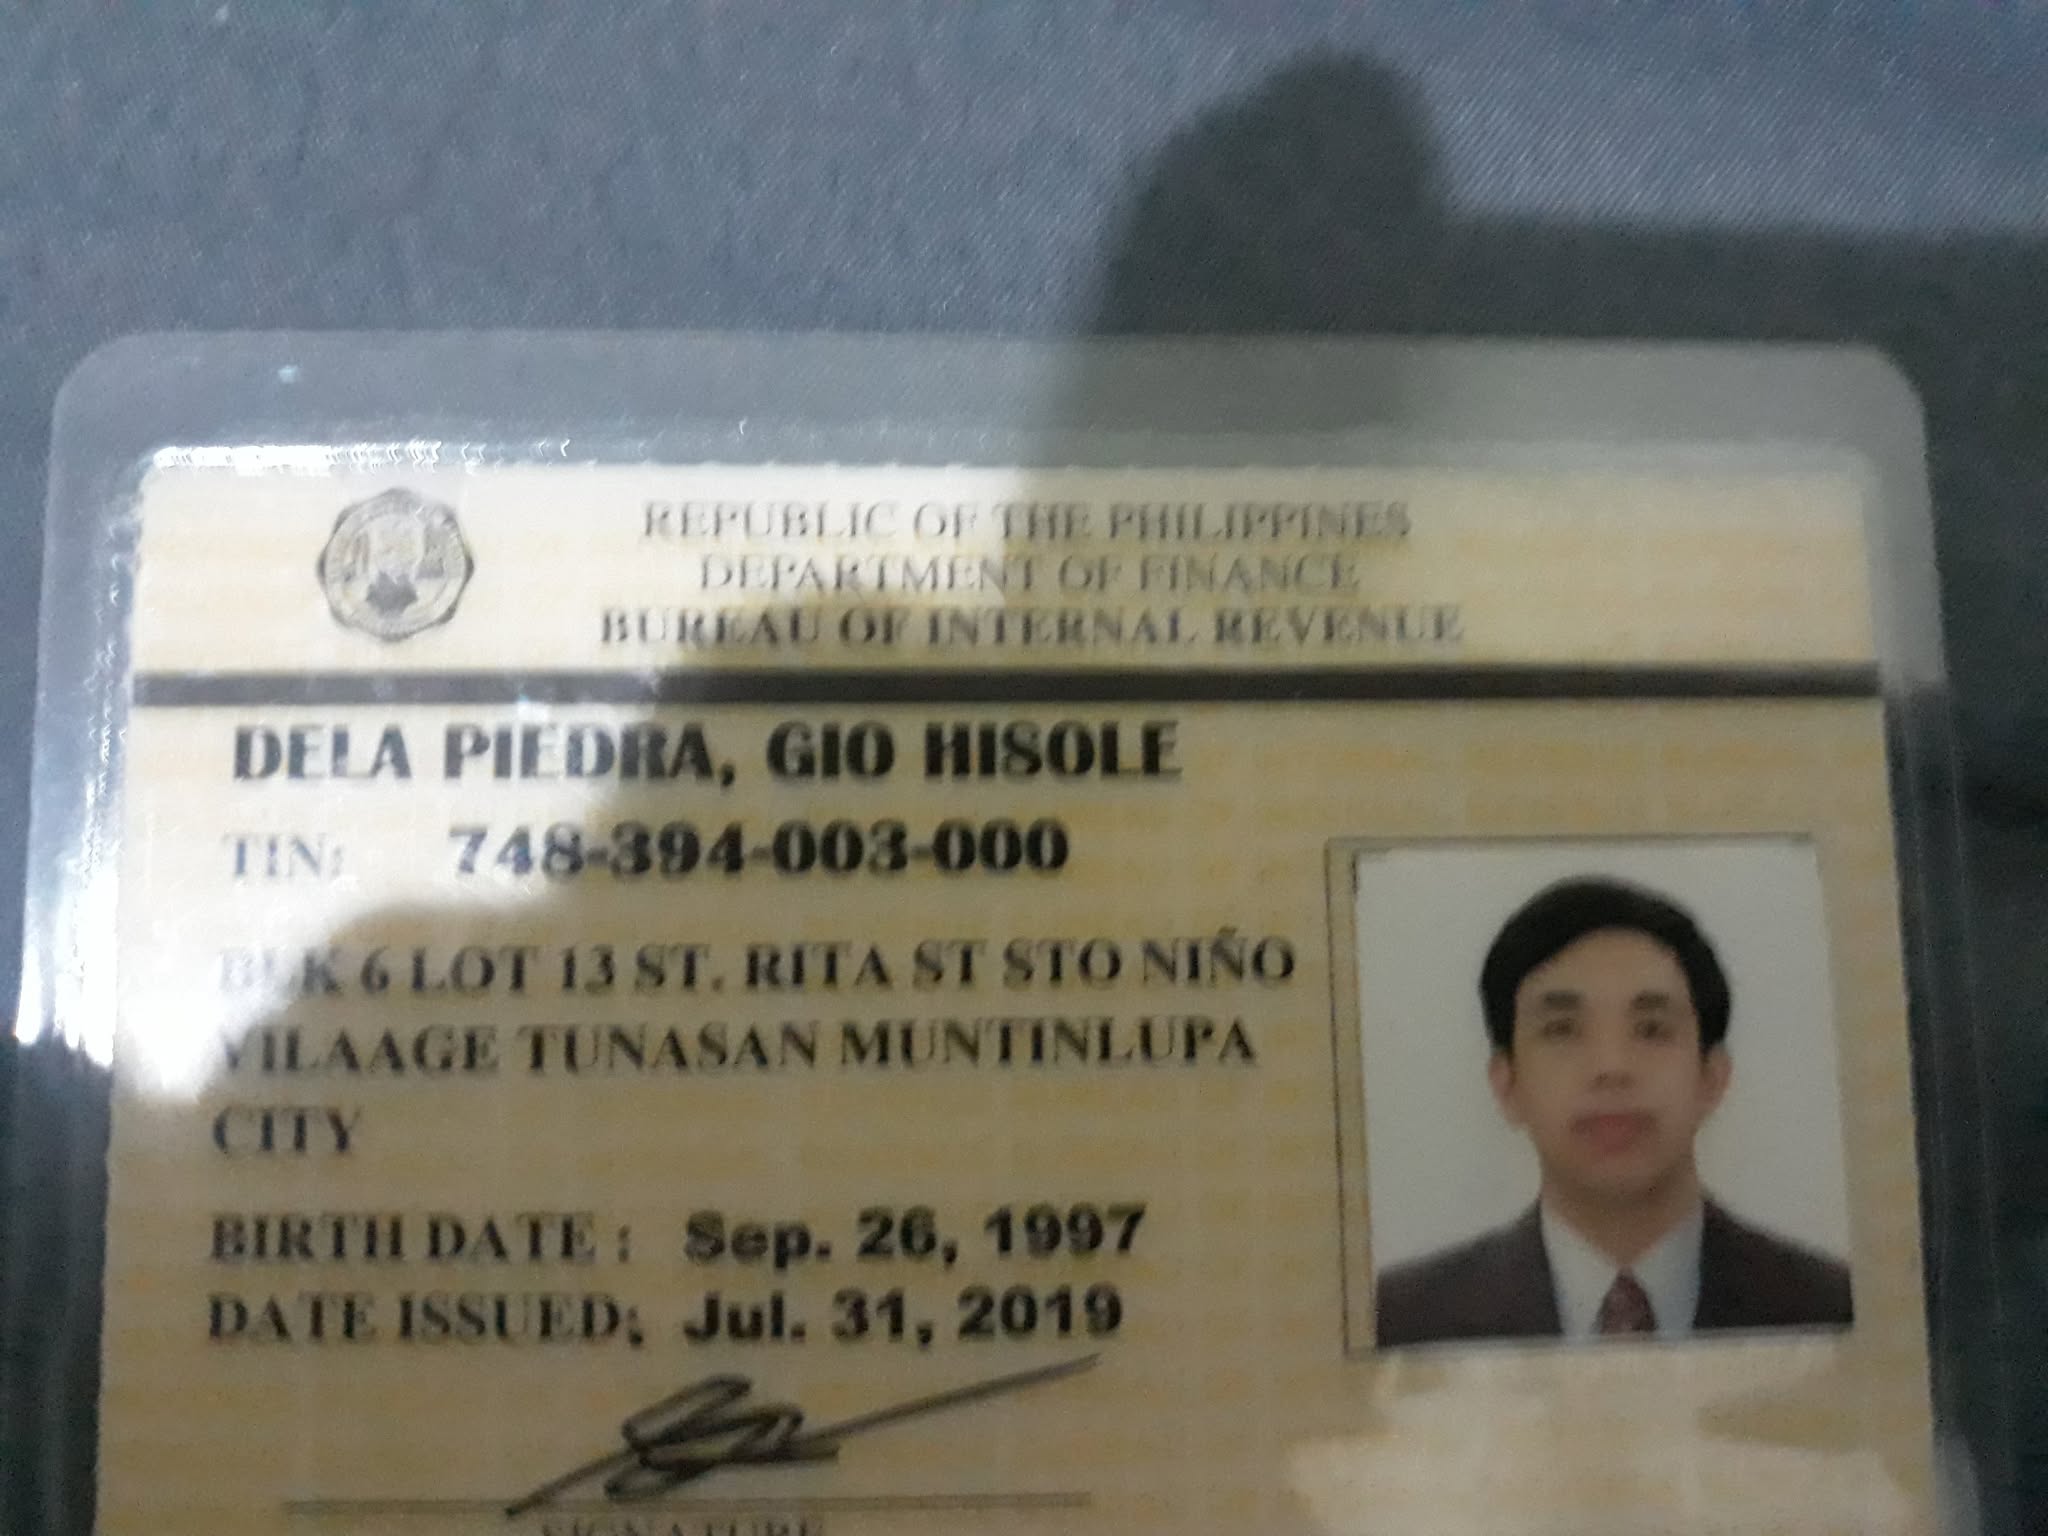 REPUBLIC OF THE PHILIPPINES
DEPARTMENT OF FINANCE
BUREAU OF INTERNAL REVENUE
DELA PIEDRA, GIO HISOLE
TIN: 748-394-003-000
BLK 6 LOT 13 ST. RITA ST STO NIÑO
VILAAGE TUNASAN MUNTINLUPA
CITY
BIRTH DATE : Sep. 26, 1997
DATE ISSUED: Jul. 31, 2019
SIGNATURE